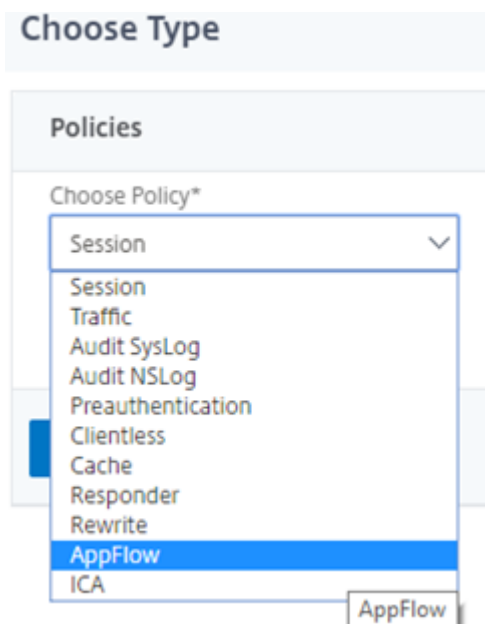 Choose Type
Policies
Choose Policy*
Session
Session
Traffic
Audit SysLog
Audit NSLog
Preauthentication
Clientless
Cache
Responder
Rewrite
AppFlow
ICA
AppFlow